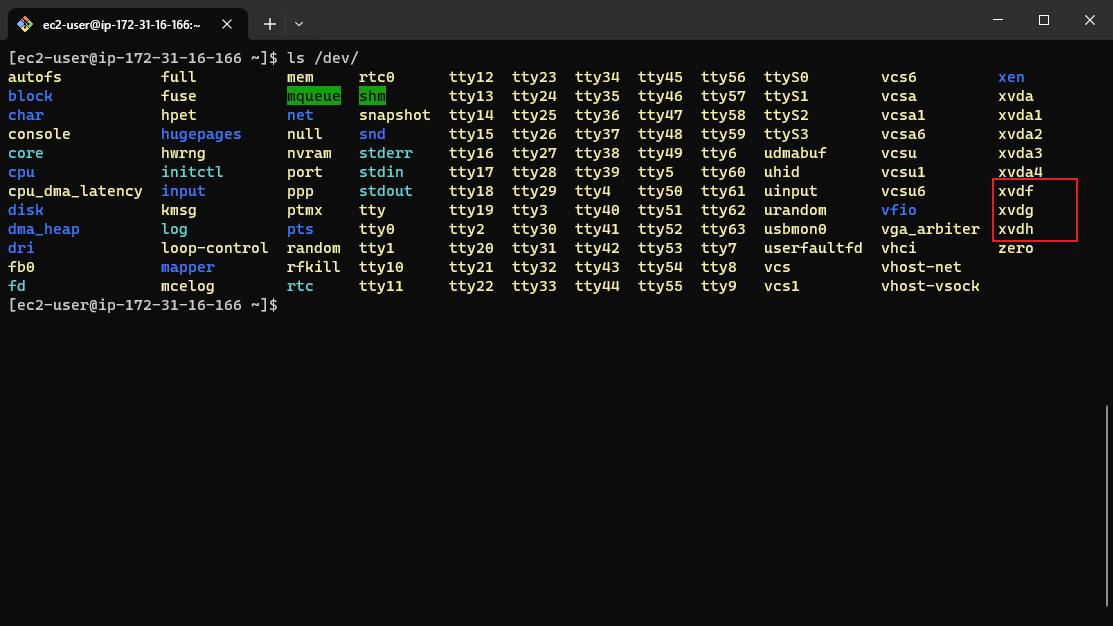 ec2-user@ip-172-31-16-166:~
[ec2-user@ip-172-31-16-166 ~]$ ls /dev/
autofs full mem rtc0 tty12 tty23 tty34 tty45 tty56 ttyS0 vcs6 xen
block fuse mqueue shm tty13 tty24 tty35 tty46 tty57 ttyS1 vcsa xvda
char hpet net snapshot tty14 tty25 tty36 tty47 tty58 ttyS2 vcsa1 xvda1
console hugepages null snd tty15 tty26 tty37 tty48 tty59 ttyS3 vcsa6 xvda2
core hwrng nvram stderr tty16 tty27 tty38 tty49 tty6 udmabuf vcsu xvda3
cpu initctl port stdin tty17 tty28 tty39 tty5 tty60 uhid vcsu1 xvda4
cpu_dma_latency input ppp stdout tty18 tty29 tty4 tty50 tty61 uinput vcsu6 xvdf
disk kmsg ptmx tty tty19 tty3 tty40 tty51 tty62 urandom vfio xvdg
dma_heap log pts tty0 tty2 tty30 tty41 tty52 tty63 usbmon0 vga_arbiter xvdh
dri loop-control random tty1 tty20 tty31 tty42 tty53 tty7 userfaultfd vhci zero
fb0 mapper rfkill tty10 tty21 tty32 tty43 tty54 tty8 vcs vhost-net
fd mcelog rtc tty11 tty22 tty33 tty44 tty55 tty9 vcs1 vhost-vsock
[ec2-user@ip-172-31-16-166 ~]$